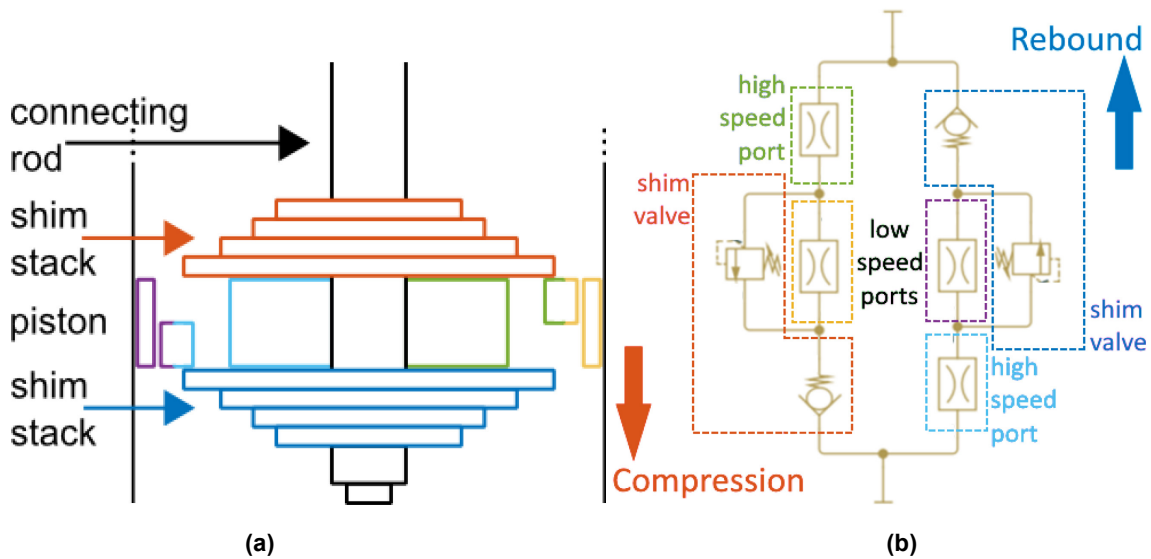 connecting
rod
shim
stack
piston
shim
stack
(a)
Rebound
high
speed
port
shim
valve
low
speed
ports
shim
valve
high
speed
port
Compression
(b)